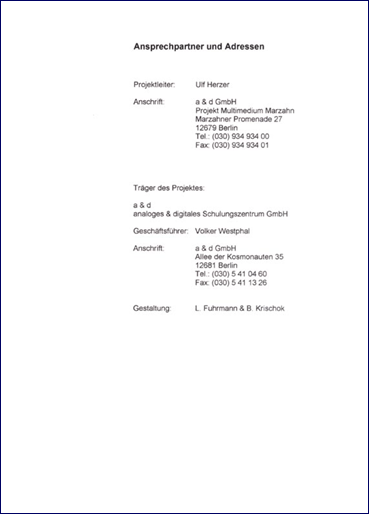 Ansprechpartner und Adressen
Projektleiter: Ulf Herzer
Anschrift: a & d GmbH
Projekt Multimedium Marzahn
Marzahner Promenade 27
12679 Berlin
Tel.: (030) 934 934 00
Fax: (030) 934 934 01
Träger des Projektes:
a & d
analoges & digitales Schulungszentrum GmbH
Geschäftsführer: Volker Westphal
Anschrift: a & d GmbH
Allee der Kosmonauten 35
12681 Berlin
Tel.: (030) 5 41 04 60
Fax: (030) 5 41 13 26
Gestaltung: L. Fuhrmann & B. Krischok